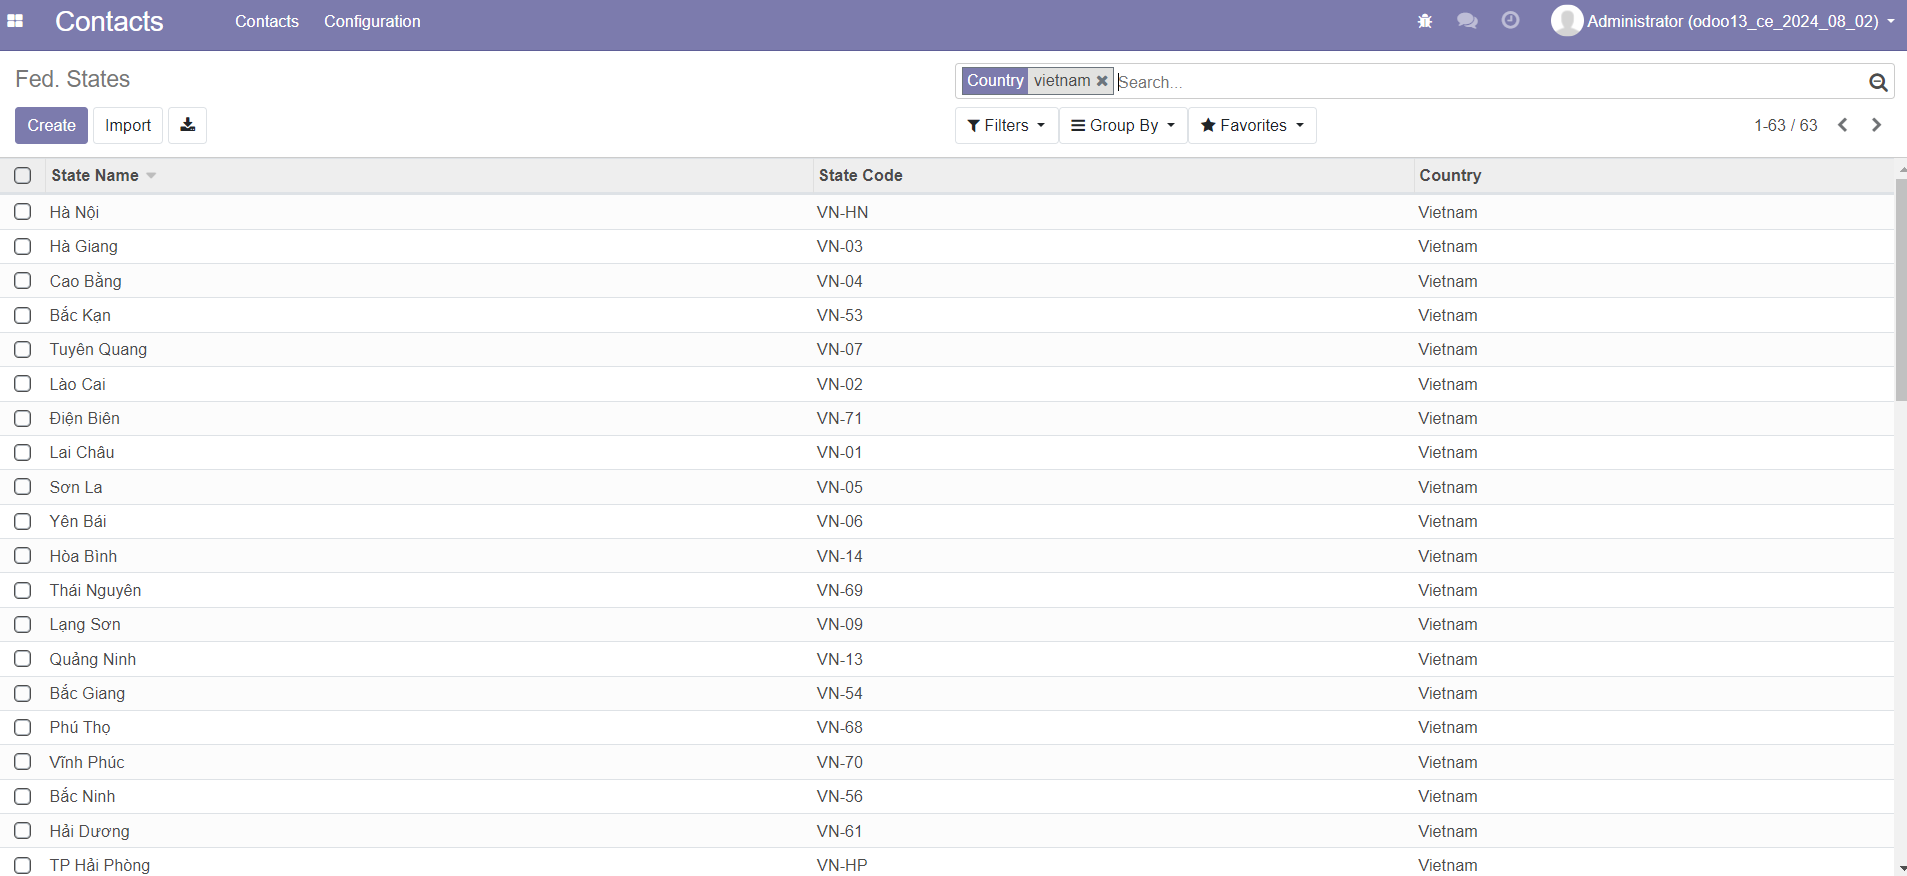 Contacts Contacts Configuration Administrator (odoo13_ce_2024_08_02)
Fed. States Country vietnam Search...
Create Import Filters Group By Favorites 1-63 / 63
State Name State Code Country
Hà Nội VN-HN Vietnam
Hà Giang VN-03 Vietnam
Cao Bằng VN-04 Vietnam
Bắc Kạn VN-53 Vietnam
Tuyên Quang VN-07 Vietnam
Lào Cai VN-02 Vietnam
Điện Biên VN-71 Vietnam
Lai Châu VN-01 Vietnam
Sơn La VN-05 Vietnam
Yên Bái VN-06 Vietnam
Hòa Bình VN-14 Vietnam
Thái Nguyên VN-69 Vietnam
Lạng Sơn VN-09 Vietnam
Quảng Ninh VN-13 Vietnam
Bắc Giang VN-54 Vietnam
Phú Thọ VN-68 Vietnam
Vĩnh Phúc VN-70 Vietnam
Bắc Ninh VN-56 Vietnam
Hải Dương VN-61 Vietnam
TP Hải Phòng VN-HP Vietnam